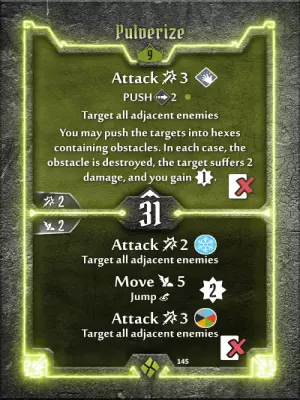 Pulverize
9
Attack 3
PUSH 2
Target all adjacent enemies
You may push the targets into hexes
containing obstacles. In each case, the
obstacle is destroyed, the target suffers 2
damage, and you gain 1.
2
31
2
Attack 2
Target all adjacent enemies
Move 5
Jump
2
Attack 3
Target all adjacent enemies
145